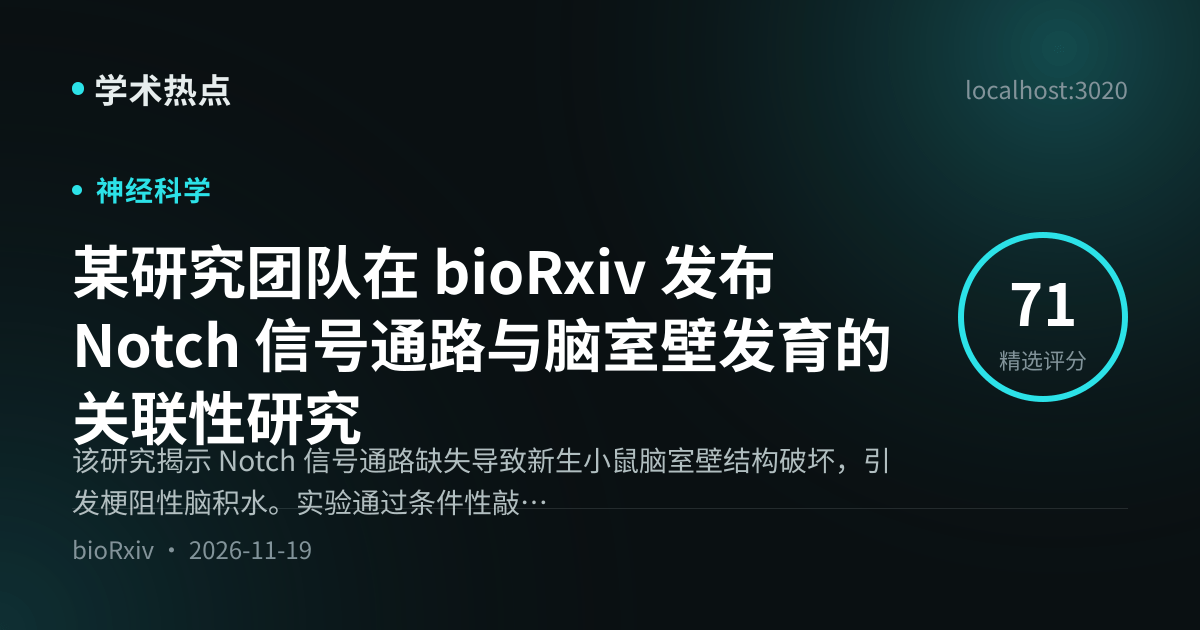 学术热点
localhost:3020
神经科学
某研究团队在 bioRxiv 发布
Notch 信号通路与脑室壁发育的
关联性研究
71
精选评分
该研究揭示 Notch 信号通路缺失导致新生小鼠脑室壁结构破坏，引
发梗阻性脑积水。实验通过条件性敲…
bioRxiv · 2026-11-19